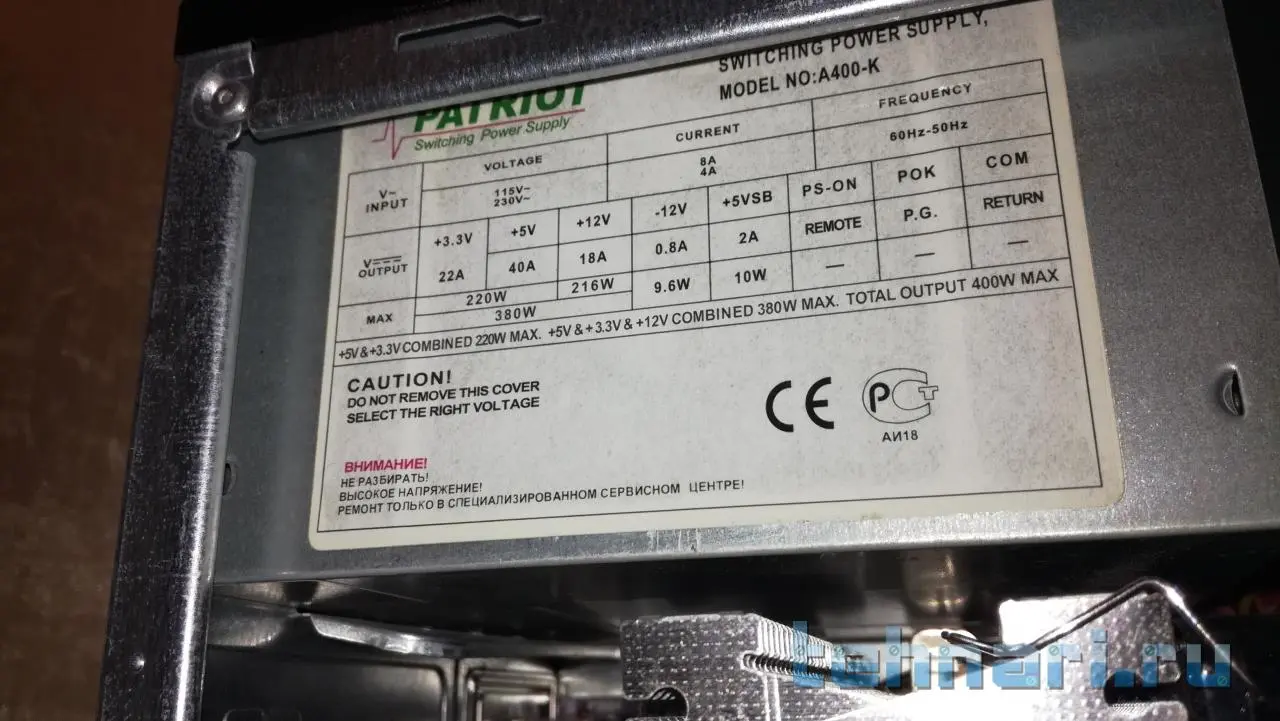 PATRIOT
Switching Power Supply
SWITCHING POWER SUPPLY,
MODEL NO:A400-K
V~ INPUT
VOLTAGE
CURRENT
FREQUENCY
115V~
230V~
8A
4A
60Hz-50Hz
V OUTPUT
+3.3V +5V +12V -12V +5VSB PS-ON POK COM
22A 40A 18A 0.8A 2A REMOTE P.G. RETURN
MAX
220W 216W 9.6W 10W — — —
380W
+5V & +3.3V COMBINED 220W MAX. +5V & +3.3V & +12V COMBINED 380W MAX. TOTAL OUTPUT 400W MAX
CAUTION!
DO NOT REMOVE THIS COVER
SELECT THE RIGHT VOLTAGE
CE
РСТ
АИ18
ВНИМАНИЕ!
НЕ РАЗБИРАТЬ!
ВЫСОКОЕ НАПРЯЖЕНИЕ!
РЕМОНТ ТОЛЬКО В СПЕЦИАЛИЗИРОВАННОМ СЕРВИСНОМ ЦЕНТРЕ!
tehnari.ru